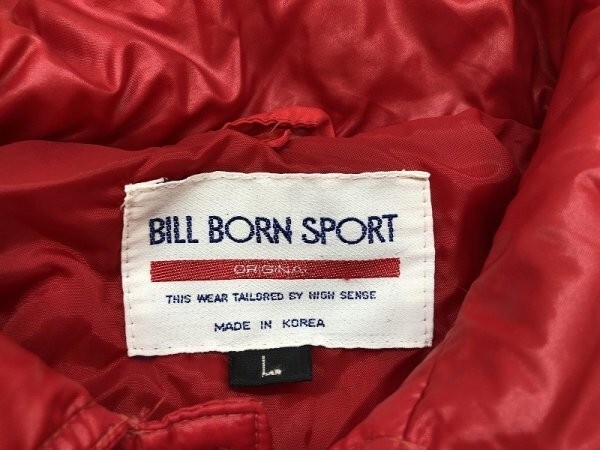 BILL BORN SPORT
ORIGINAL
THIS WEAR TAILORED BY HIGH SENSE
MADE IN KOREA
L